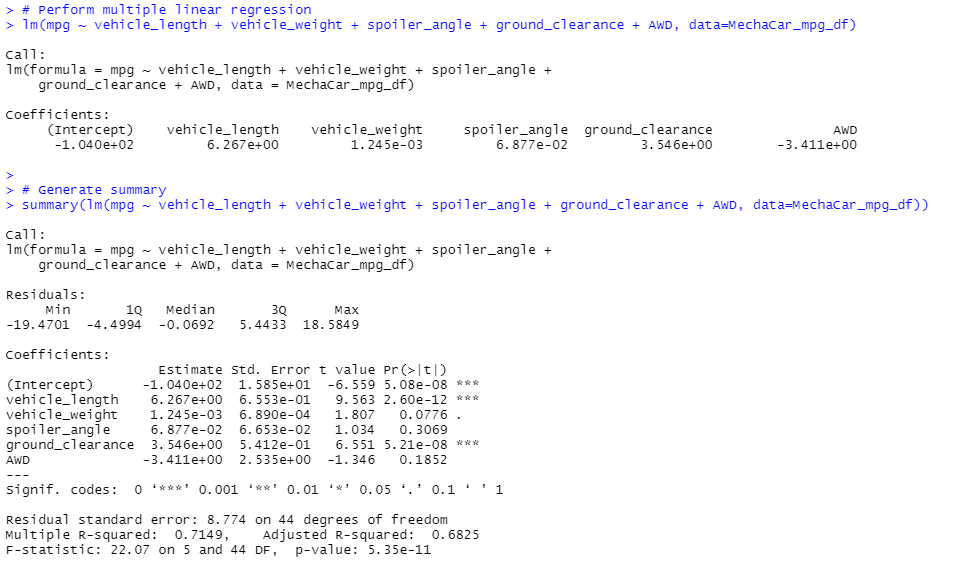 > # Perform multiple linear regression
> lm(mpg ~ vehicle_length + vehicle_weight + spoiler_angle + ground_clearance + AWD, data=MechaCar_mpg_df)
Call:
lm(formula = mpg ~ vehicle_length + vehicle_weight + spoiler_angle +
    ground_clearance + AWD, data = MechaCar_mpg_df)
Coefficients:
     (Intercept)    vehicle_length    vehicle_weight     spoiler_angle  ground_clearance               AWD
      -1.040e+02         6.267e+00         1.245e-03         6.877e-02         3.546e+00        -3.411e+00
>
> # Generate summary
> summary(lm(mpg ~ vehicle_length + vehicle_weight + spoiler_angle + ground_clearance + AWD, data=MechaCar_mpg_df))
Call:
lm(formula = mpg ~ vehicle_length + vehicle_weight + spoiler_angle +
    ground_clearance + AWD, data = MechaCar_mpg_df)
Residuals:
     Min       1Q   Median       3Q      Max
-19.4701  -4.4994  -0.0692   5.4433  18.5849
Coefficients:
                   Estimate Std. Error t value Pr(>|t|)
(Intercept)      -1.040e+02  1.585e+01  -6.559 5.08e-08 ***
vehicle_length    6.267e+00  6.553e-01   9.563 2.60e-12 ***
vehicle_weight    1.245e-03  6.890e-04   1.807   0.0776 .
spoiler_angle     6.877e-02  6.653e-02   1.034   0.3069
ground_clearance  3.546e+00  5.412e-01   6.551 5.21e-08 ***
AWD              -3.411e+00  2.535e+00  -1.346   0.1852
---
Signif. codes:  0 ‘***’ 0.001 ‘**’ 0.01 ‘*’ 0.05 ‘.’ 0.1 ‘ ’ 1
Residual standard error: 8.774 on 44 degrees of freedom
Multiple R-squared:  0.7149,    Adjusted R-squared:  0.6825
F-statistic: 22.07 on 5 and 44 DF,  p-value: 5.35e-11